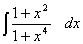 ∫ (1 + x²)/(1 + x⁴) dx